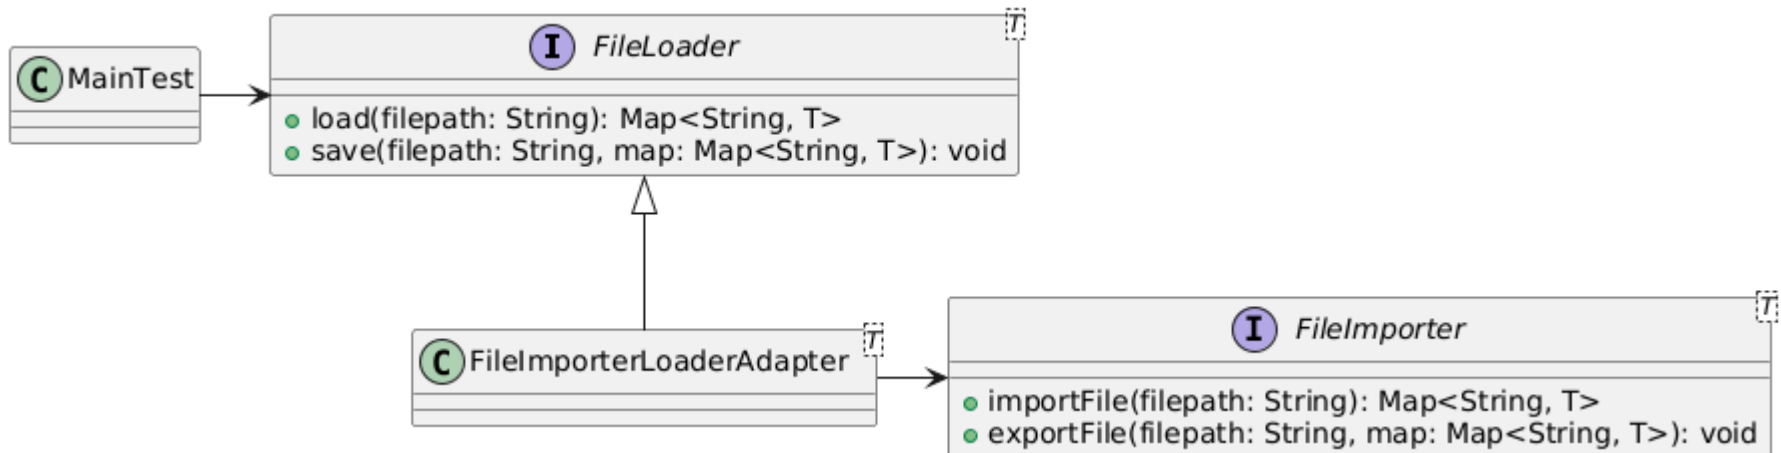 T
I FileLoader
C MainTest
load(filepath: String): Map<String, T>
save(filepath: String, map: Map<String, T>): void
T
I FileImporter
T
C FileImporterLoaderAdapter
importFile(filepath: String): Map<String, T>
exportFile(filepath: String, map: Map<String, T>): void